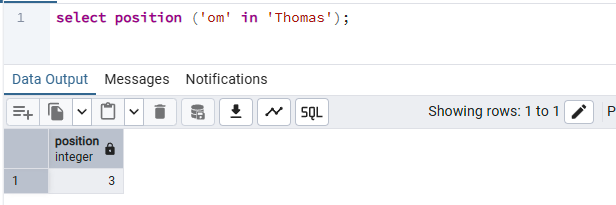 1 select position ('om' in 'Thomas');
Data Output Messages Notifications
SQL Showing rows: 1 to 1 P
position
integer
1 3